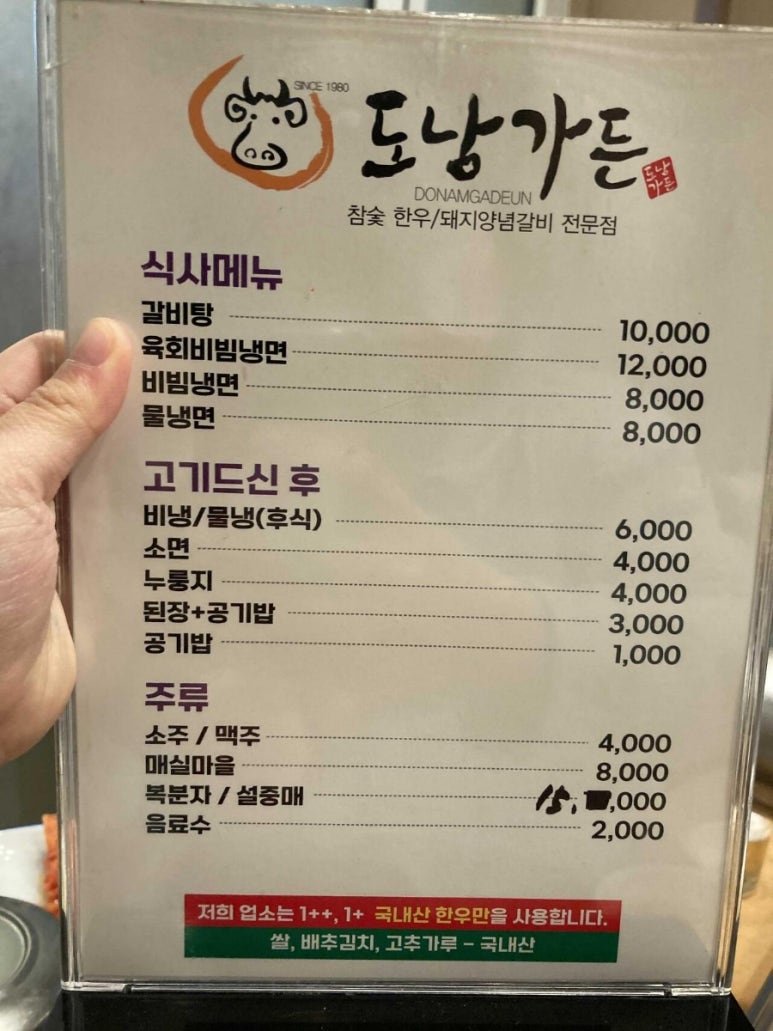 SINCE 1980
도남가든
도남
가든
DONAMGADEUN
참숯 한우/돼지양념갈비 전문점
식사메뉴
갈비탕 10,000
육회비빔냉면 12,000
비빔냉면 8,000
물냉면 8,000
고기드신 후
비냉/물냉(후식) 6,000
소면 4,000
누룽지 4,000
된장+공기밥 3,000
공기밥 1,000
주류
소주 / 맥주 4,000
매실마을 8,000
복분자 / 설중매 15,,000
음료수 2,000
저희 업소는 1++, 1+ 국내산 한우만을 사용합니다.
쌀, 배추김치, 고추가루 - 국내산